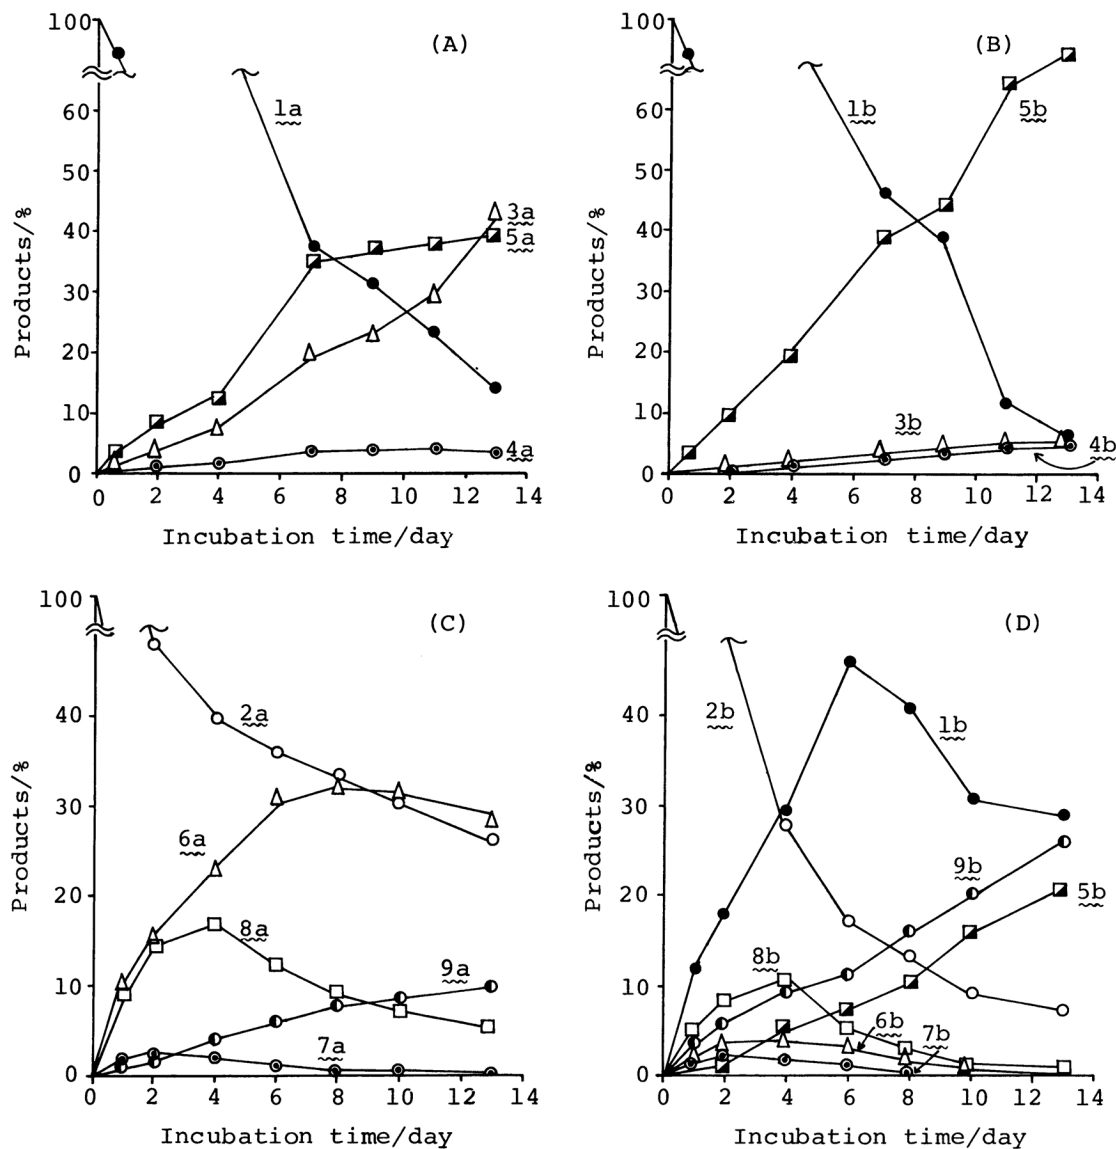 100
(A)
1a
60
50
40
30
20
10
0
3a
5a
4a
Products/%
0 2 4 6 8 10 12 14
Incubation time/day
100
(B)
1b
5b
60
50
40
30
20
10
0
3b
4b
Products/%
0 2 4 6 8 10 12 14
Incubation time/day
100
(C)
2a
40
30
20
10
0
6a
8a
9a
7a
Products/%
0 2 4 6 8 10 12 14
Incubation time/day
100
(D)
2b
1b
40
30
20
10
0
9b
5b
8b
6b
7b
Products/%
0 2 4 6 8 10 12 14
Incubation time/day